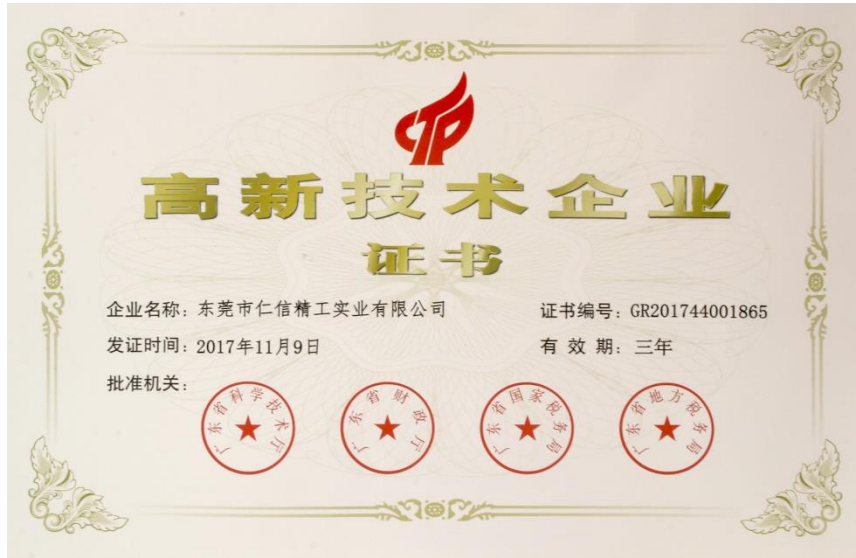 CTP
高新技术企业
证书
企业名称：东莞市仁信精工实业有限公司
证书编号：GR201744001865
发证时间：2017年11月9日
有 效 期：三年
批准机关：
广东省科学技术厅
广东省财政厅
广东省国家税务局
广东省地方税务局